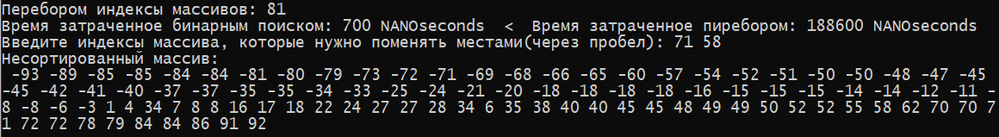 Перебором индексы массивов: 81
Время затраченное бинарным поиском: 700 NANOseconds  <  Время затраченное пиребором: 188600 NANOseconds
Введите индексы массива, которые нужно поменять местами(через пробел): 71 58
Несортированный массив:
 -93 -89 -85 -85 -84 -84 -81 -80 -79 -73 -72 -71 -69 -68 -66 -65 -60 -57 -54 -52 -51 -50 -50 -48 -47 -45
-45 -42 -41 -40 -37 -37 -35 -35 -34 -33 -25 -24 -21 -20 -18 -18 -18 -18 -16 -15 -15 -15 -14 -14 -12 -11 -
8 -8 -6 -3 1 4 34 7 8 8 16 17 18 22 24 27 27 28 34 6 35 38 40 40 45 45 48 49 49 50 52 52 55 58 62 70 70 7
1 72 72 78 79 84 84 86 91 92